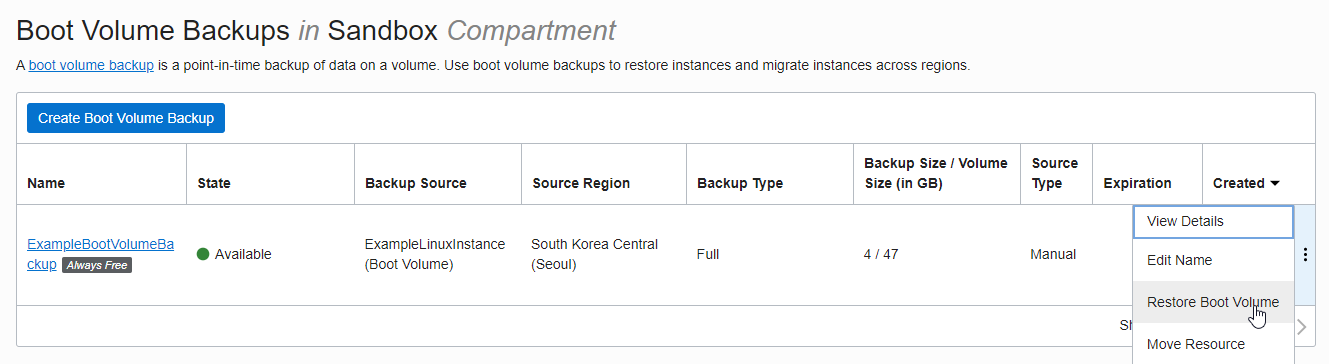 Boot Volume Backups in Sandbox Compartment
A boot volume backup is a point-in-time backup of data on a volume. Use boot volume backups to restore instances and migrate instances across regions.
Create Boot Volume Backup
Backup Size / Volume Source
Name State Backup Source Source Region Backup Type Size (in GB) Type Expiration Created
View Details
ExampleBootVolumeBa ExampleLinuxInstance South Korea Central
ckup Always Free Available (Boot Volume) (Seoul) Full 4 / 47 Manual
Edit Name
Restore Boot Volume
Move Resource